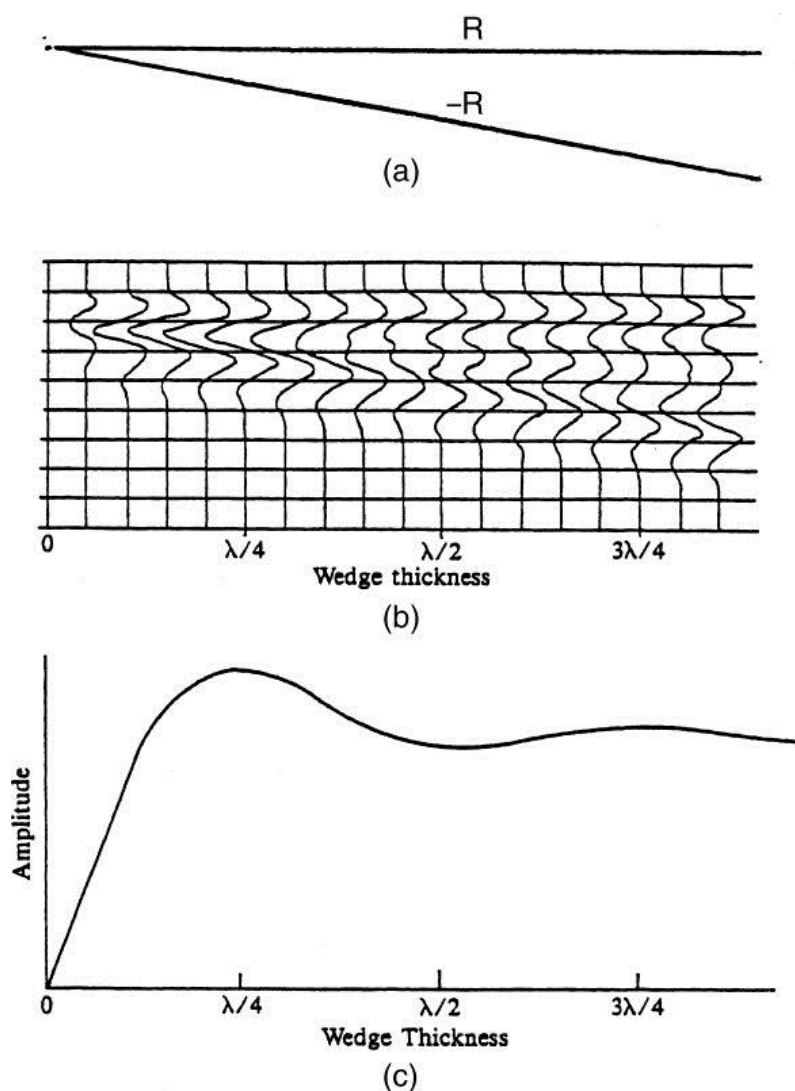 R
−R
(a)
0 λ/4 λ/2 3λ/4
Wedge thickness
(b)
Amplitude
0 λ/4 λ/2 3λ/4
Wedge Thickness
(c)